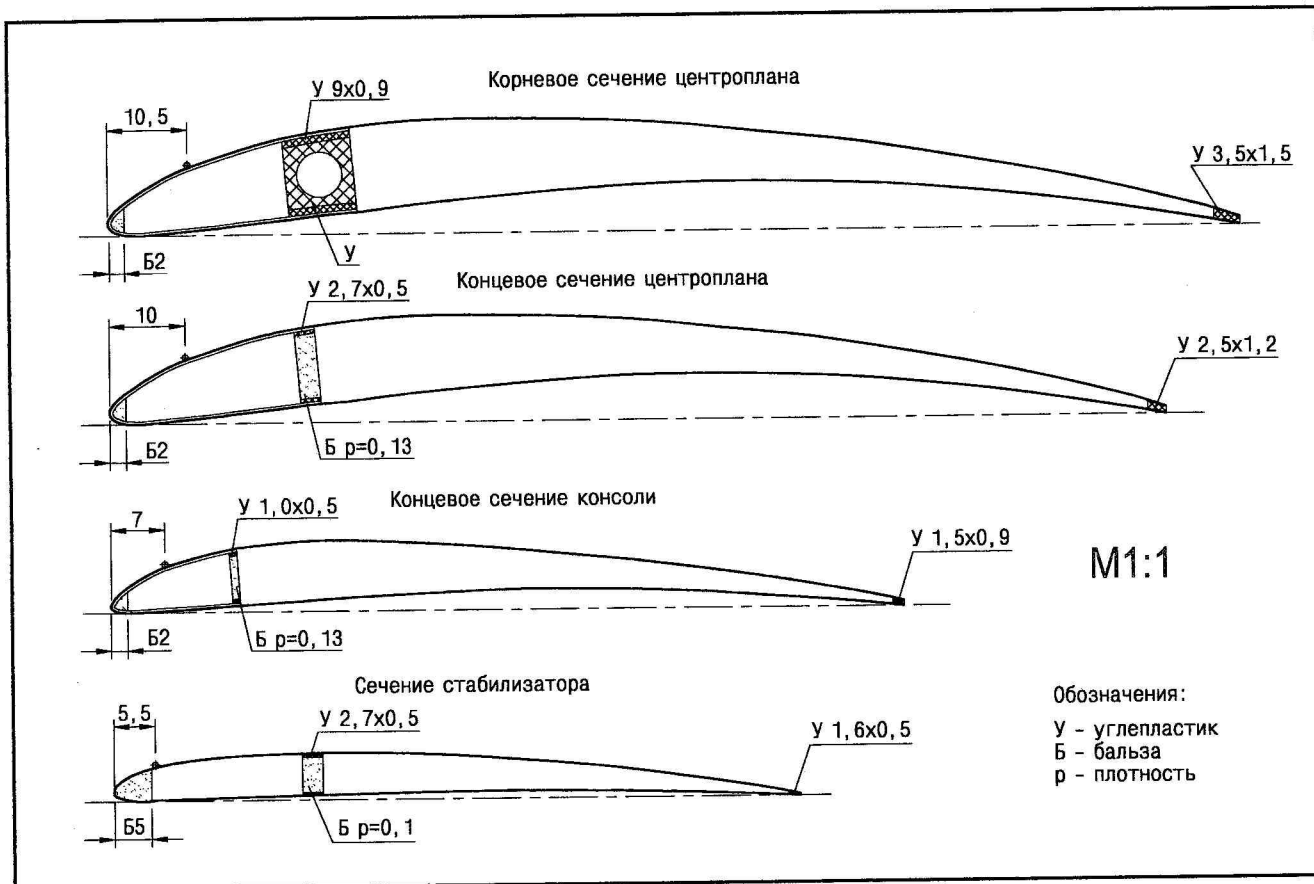 Корневое сечение центроплана
У 9х0,9
10,5
У 3,5х1,5
У
Б2
Концевое сечение центроплана
У 2,7х0,5
10
У 2,5х1,2
Б р=0,13
Б2
Концевое сечение консоли
У 1,0х0,5
7
У 1,5х0,9
М1:1
Б2
Б р=0,13
Сечение стабилизатора
5,5
У 2,7х0,5
У 1,6х0,5
Б5
Б р=0,1
Обозначения:
У - углепластик
Б - бальза
р - плотность